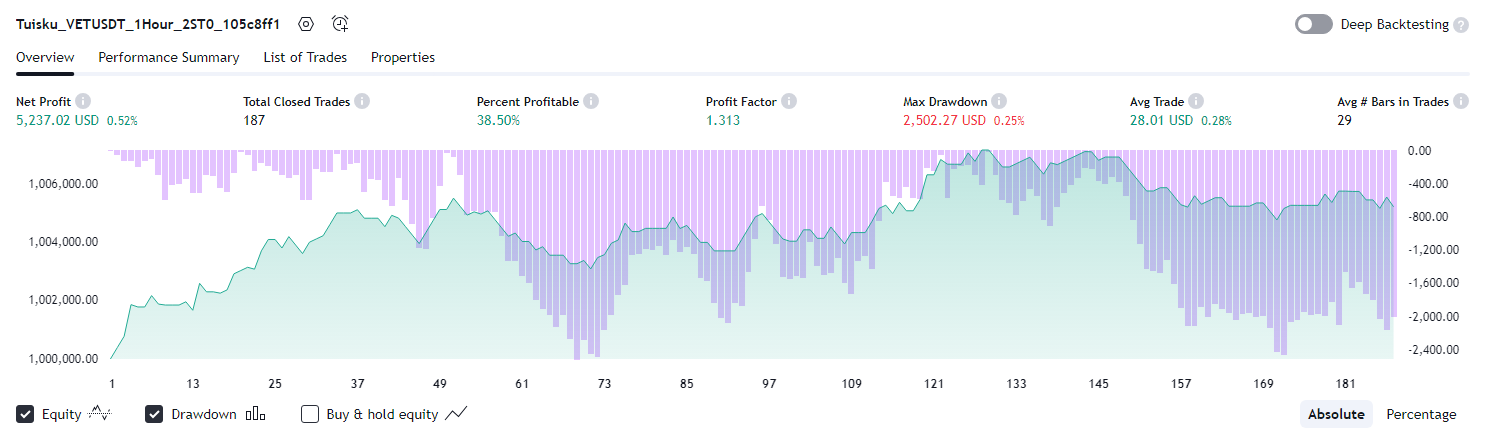 Tuisku_VETUSDT_1Hour_2ST0_105c8ff1 Deep Backtesting ?
Overview Performance Summary List of Trades Properties
Net Profit i Total Closed Trades i Percent Profitable i Profit Factor i Max Drawdown i Avg Trade i Avg # Bars in Trades i
5,237.02 USD 0.52% 187 38.50% 1.313 2,502.27 USD 0.25% 28.01 USD 0.28% 29
0.00
1,006,000.00 -400.00
-800.00
1,004,000.00 -1,200.00
-1,600.00
1,002,000.00
-2,000.00
1,000,000.00 -2,400.00
1 13 25 37 49 61 73 85 97 109 121 133 145 157 169 181
Equity Drawdown Buy & hold equity Absolute Percentage